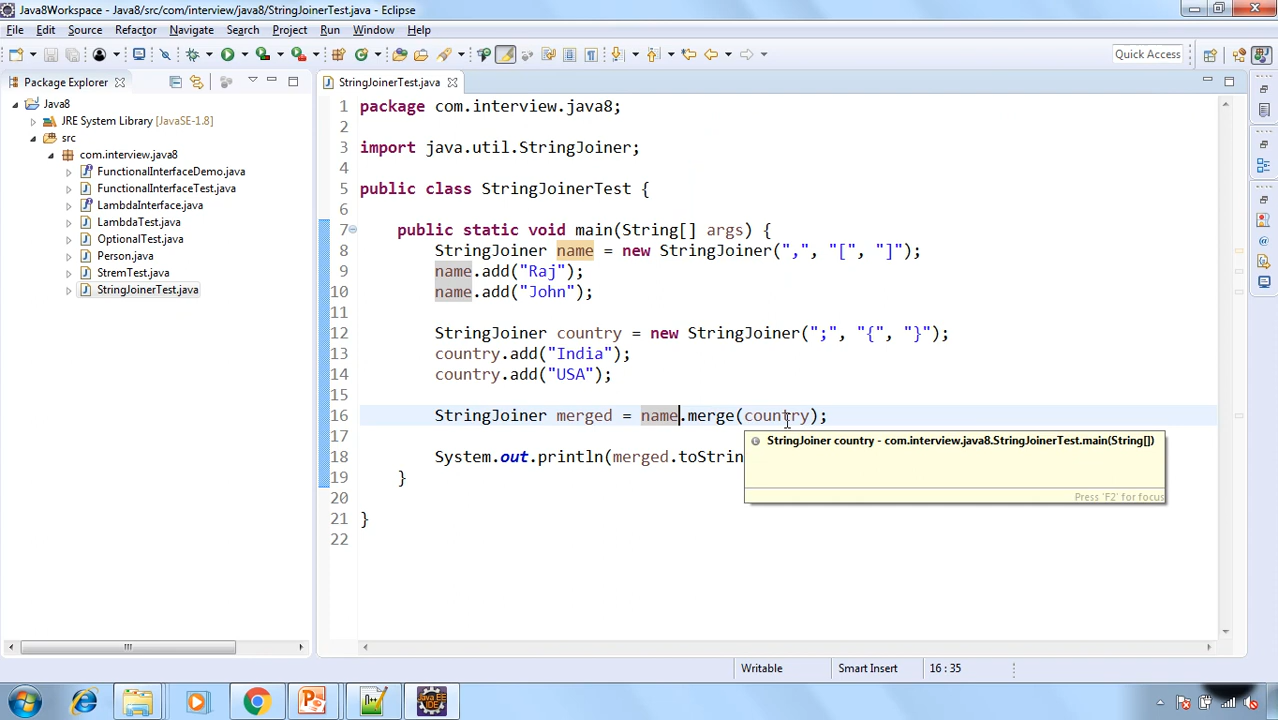 Java8Workspace - Java8/src/com/interview/java8/StringJoinerTest.java - Eclipse
File Edit Source Refactor Navigate Search Project Run Window Help
Quick Access
Package Explorer
StringJoinerTest.java
Java8
JRE System Library [JavaSE-1.8]
src
com.interview.java8
FunctionalInterfaceDemo.java
FunctionalInterfaceTest.java
LambdaInterface.java
LambdaTest.java
OptionalTest.java
Person.java
StremTest.java
StringJoinerTest.java
1 package com.interview.java8;
2
3 import java.util.StringJoiner;
4
5 public class StringJoinerTest {
6
7 public static void main(String[] args) {
8 StringJoiner name = new StringJoiner(",", "[", "]");
9 name.add("Raj");
10 name.add("John");
11
12 StringJoiner country = new StringJoiner(";", "{", "}");
13 country.add("India");
14 country.add("USA");
15
16 StringJoiner merged = name.merge(country);
17
18 System.out.println(merged.toStrin
19 }
20
21 }
22
StringJoiner country - com.interview.java8.StringJoinerTest.main(String[])
Press 'F2' for focus
Writable Smart Insert 16 : 35
Java EE
IDE